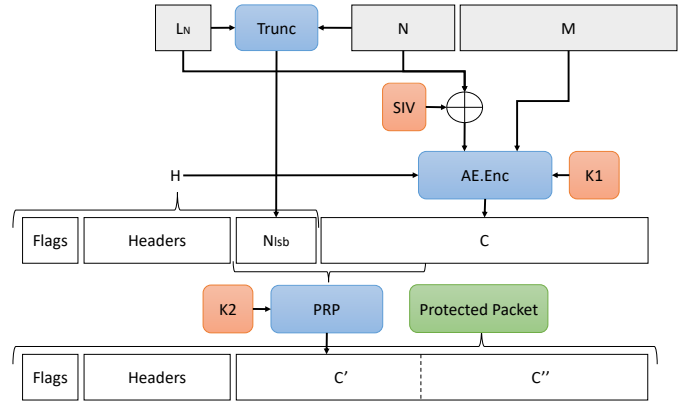 LN
Trunc
N
M
SIV
H
AE.Enc
K1
Flags
Headers
Nlsb
C
K2
PRP
Protected Packet
Flags
Headers
C'
C''